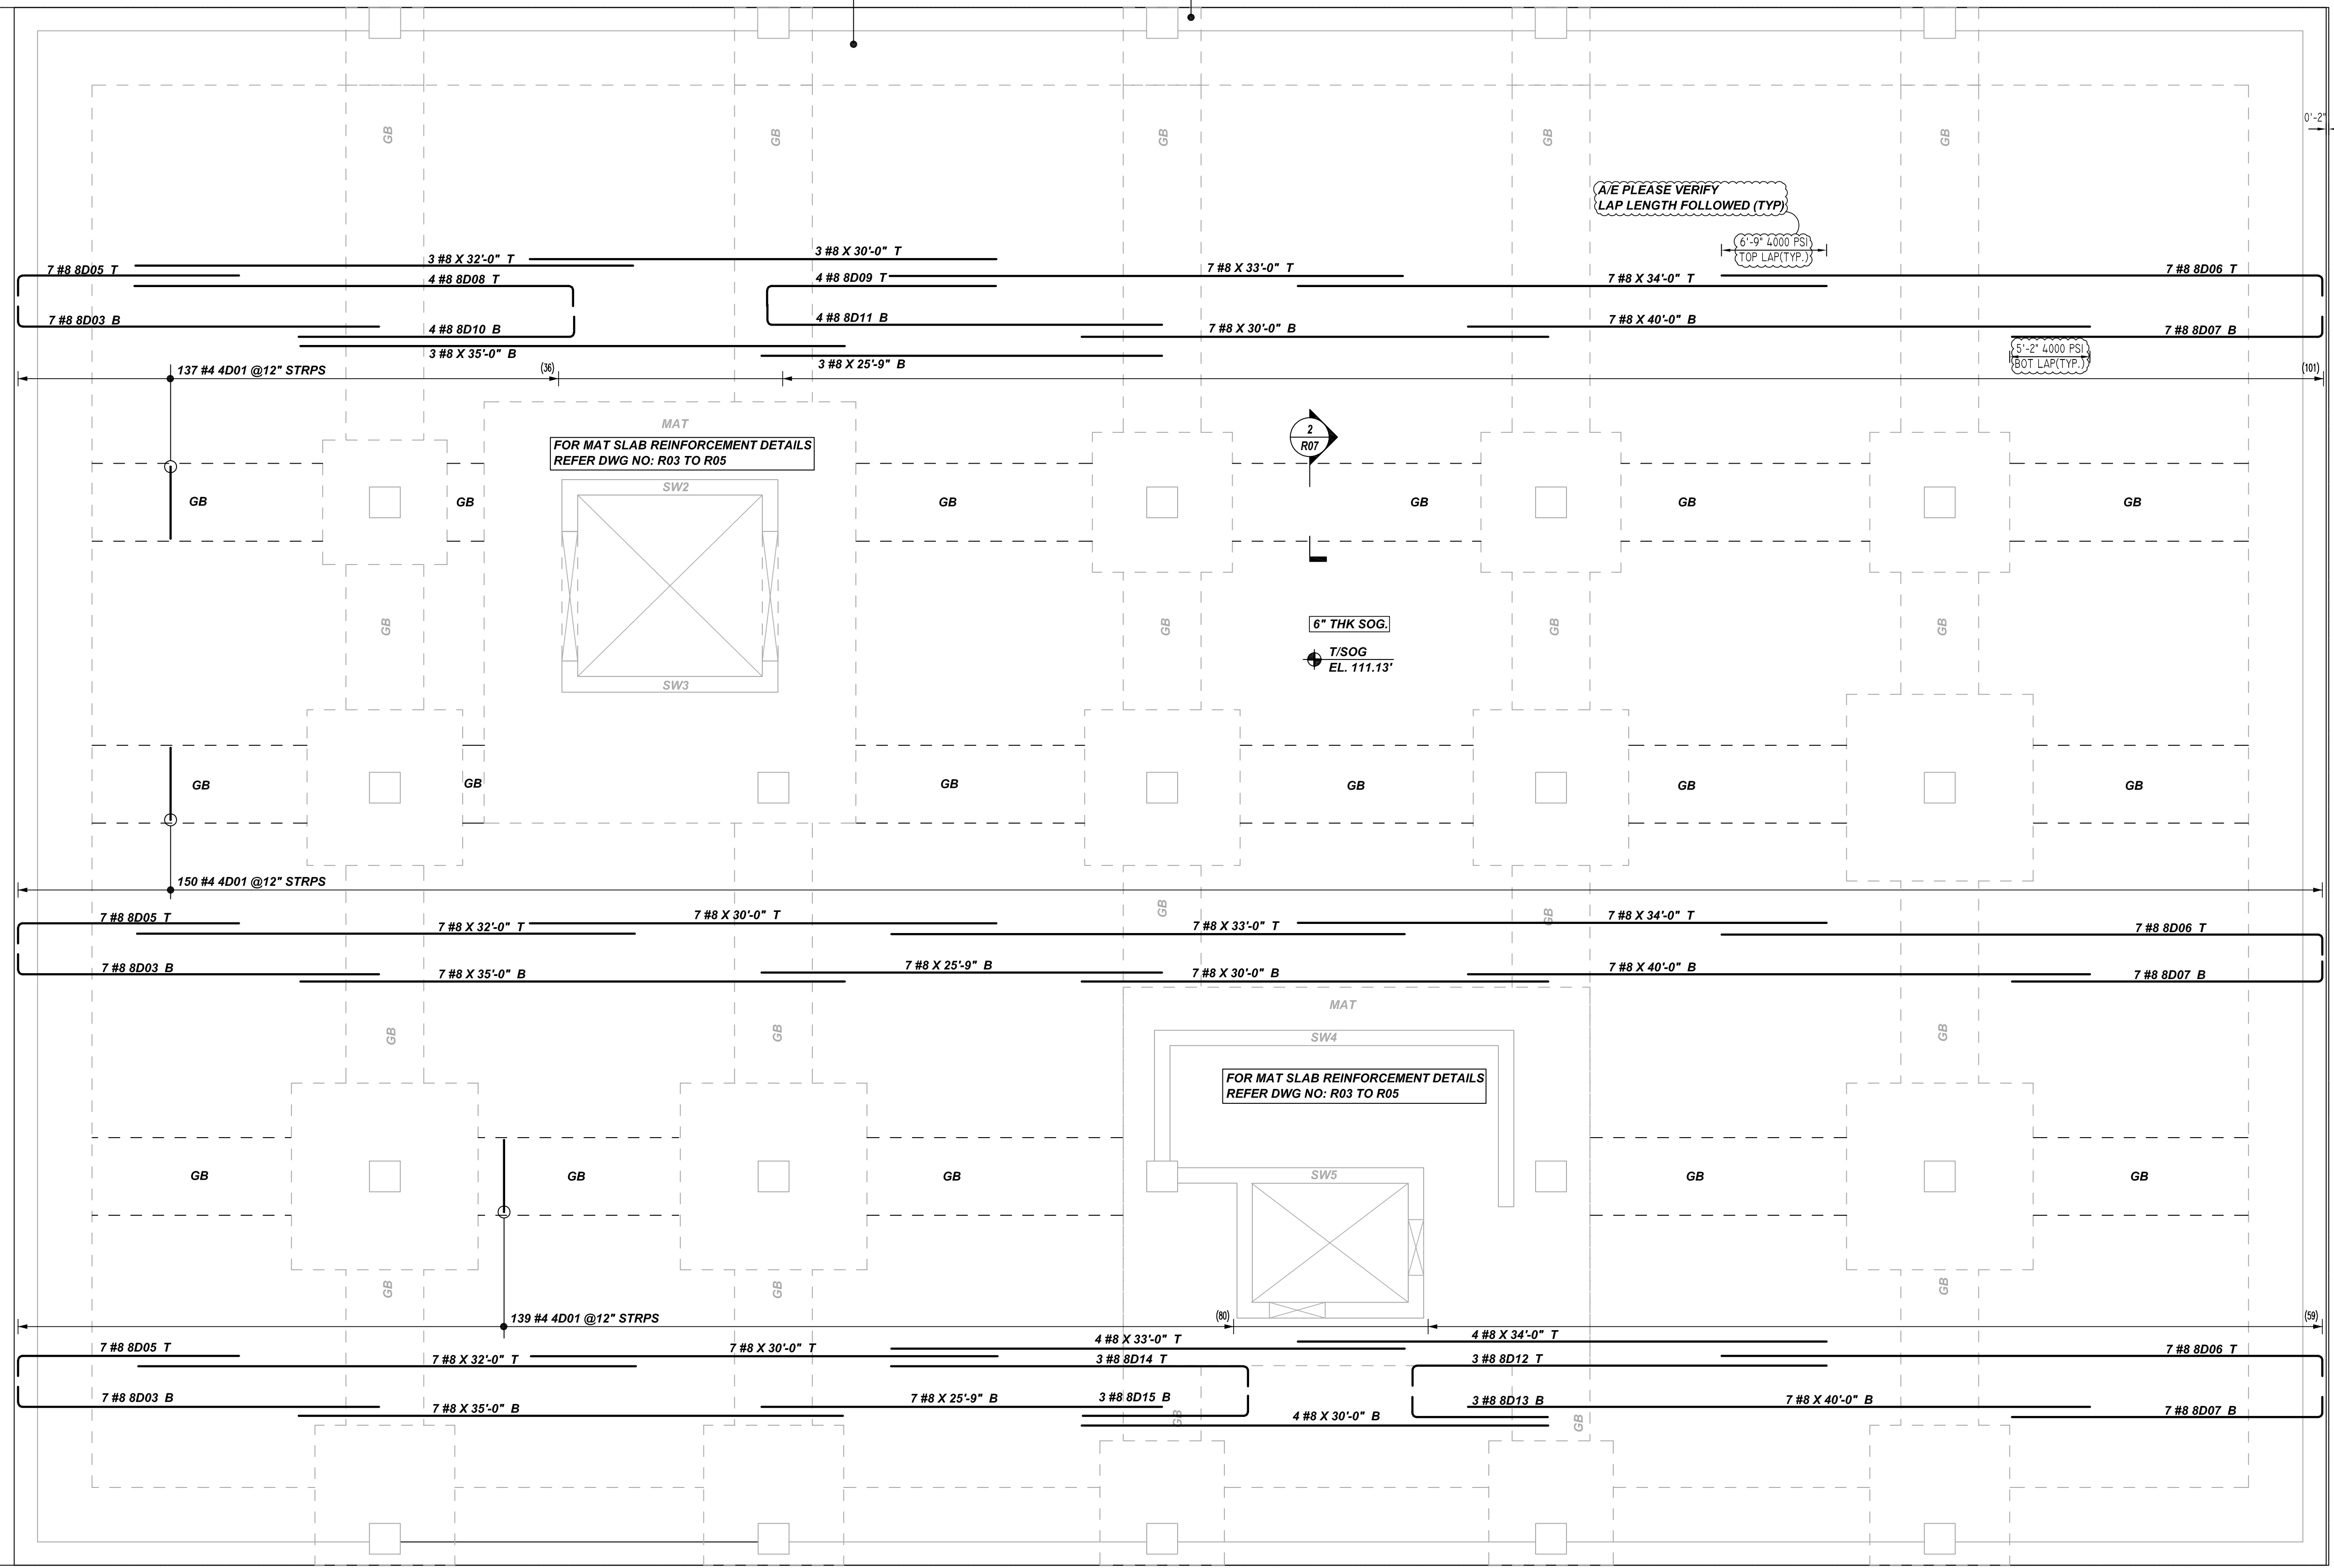 GB
GB
GB
GB
GB
0'-2"
A/E PLEASE VERIFY
LAP LENGTH FOLLOWED (TYP)
6'-9" 4000 PSI
TOP LAP(TYP.)
3 #8 X 30'-0" T
3 #8 X 32'-0" T
7 #8 8D05 T
7 #8 X 33'-0" T
7 #8 8D06 T
4 #8 8D08 T
4 #8 8D09 T
7 #8 X 34'-0" T
7 #8 8D03 B
4 #8 8D10 B
4 #8 8D11 B
7 #8 X 30'-0" B
7 #8 X 40'-0" B
7 #8 8D07 B
3 #8 X 35'-0" B
3 #8 X 25'-9" B
5'-2" 4000 PSI
BOT LAP(TYP.)
137 #4 4D01 @12" STRPS
(36)
(101)
MAT
FOR MAT SLAB REINFORCEMENT DETAILS
REFER DWG NO: R03 TO R05
2
R07
SW2
GB
GB
GB
GB
GB
GB
GB
GB
GB
GB
6" THK SOG.
T/SOG
EL. 111.13'
SW3
GB
GB
GB
GB
GB
GB
150 #4 4D01 @12" STRPS
GB
GB
7 #8 8D05 T
7 #8 X 32'-0" T
7 #8 X 30'-0" T
7 #8 X 33'-0" T
7 #8 X 34'-0" T
7 #8 8D06 T
7 #8 8D03 B
7 #8 X 35'-0" B
7 #8 X 25'-9" B
7 #8 X 30'-0" B
7 #8 X 40'-0" B
7 #8 8D07 B
MAT
GB
GB
SW4
GB
FOR MAT SLAB REINFORCEMENT DETAILS
REFER DWG NO: R03 TO R05
GB
GB
GB
SW5
GB
GB
GB
GB
GB
139 #4 4D01 @12" STRPS
(80)
(59)
7 #8 8D05 T
7 #8 X 32'-0" T
7 #8 X 30'-0" T
4 #8 X 33'-0" T
4 #8 X 34'-0" T
3 #8 8D14 T
3 #8 8D12 T
7 #8 8D06 T
7 #8 8D03 B
7 #8 X 35'-0" B
7 #8 X 25'-9" B
3 #8 8D15 B
3 #8 8D13 B
7 #8 X 40'-0" B
7 #8 8D07 B
4 #8 X 30'-0" B
GB
GB